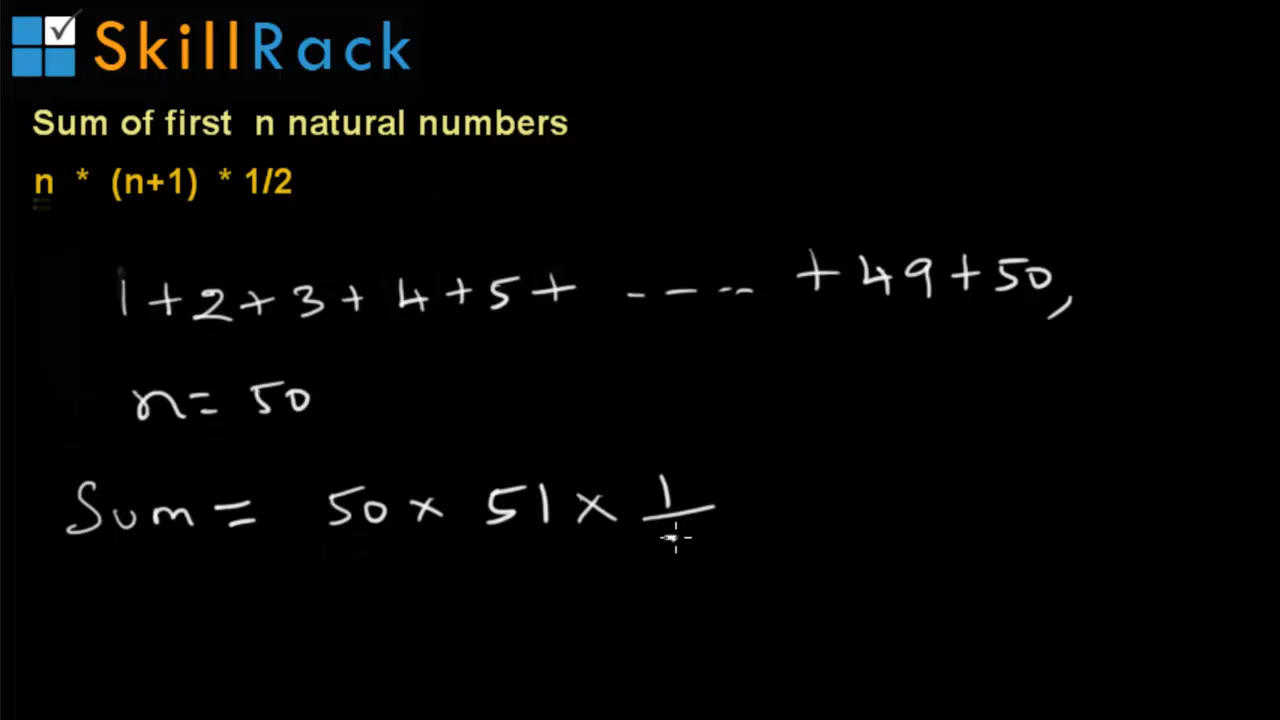 SkillRack
Sum of first n natural numbers
n * (n+1) * 1/2
1+2+3+4+5+ ---- +49+50,
n= 50
Sum = 50 x 51 x 1/